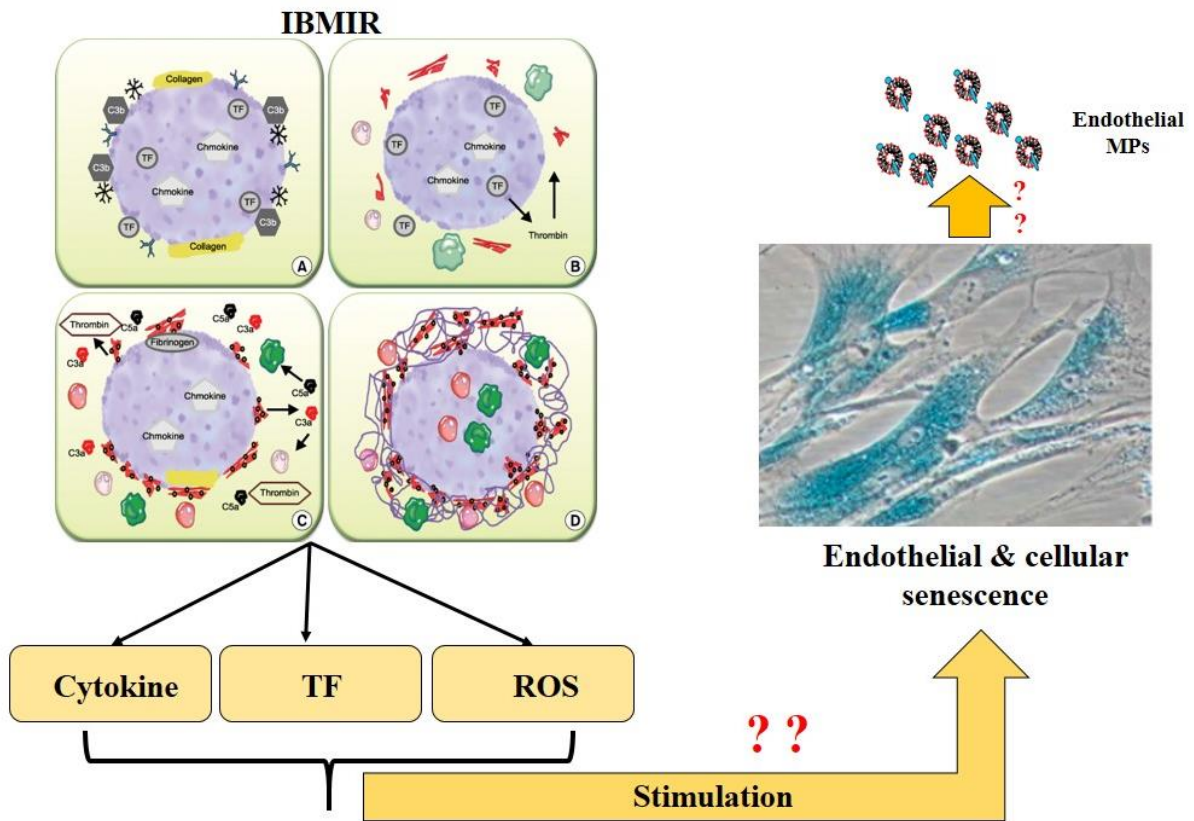 IBMIR
Collagen
C3b
TF
C3b
Chmokine
C3b
Chmokine
TF
C3b
TF
Collagen
A
TF
Chmokine
TF
TF
Chmokine
TF
Thrombin
B
Thrombin
C5a
C5a
C3a
Fibrinogen
C3a
Chmokine
C5a
C3a
Chmokine
C3a
C5a
Thrombin
C
D
Cytokine
TF
ROS
? ?
Stimulation
Endothelial
MPs
?
?
Endothelial & cellular
senescence